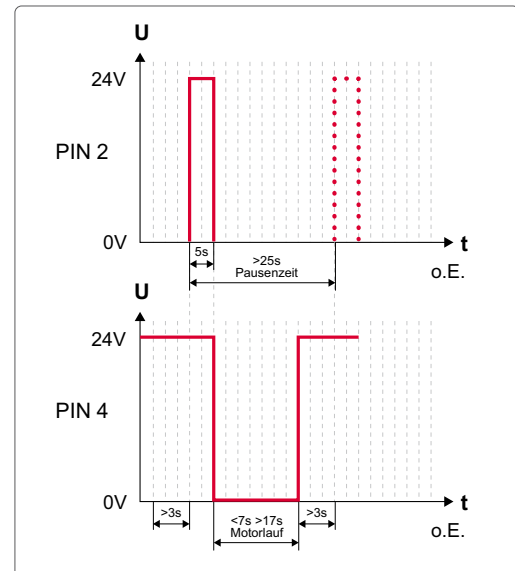 U
24V
PIN 2
0V
t
5s
>25s
Pausenzeit
o.E.
U
24V
PIN 4
0V
t
>3s
<7s >17s
Motorlauf
>3s
o.E.